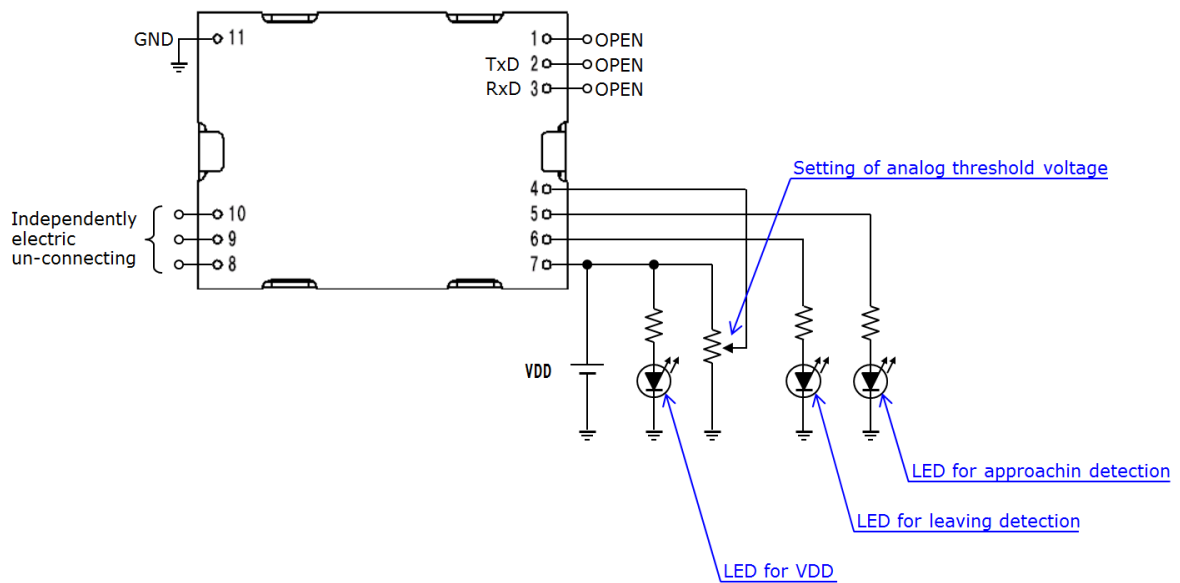 GND
11
1
OPEN
TxD 2
OPEN
RxD 3
OPEN
Setting of analog threshold voltage
4
Independently
electric
un-connecting
10
9
8
5
6
7
VDD
LED for approachin detection
LED for leaving detection
LED for VDD